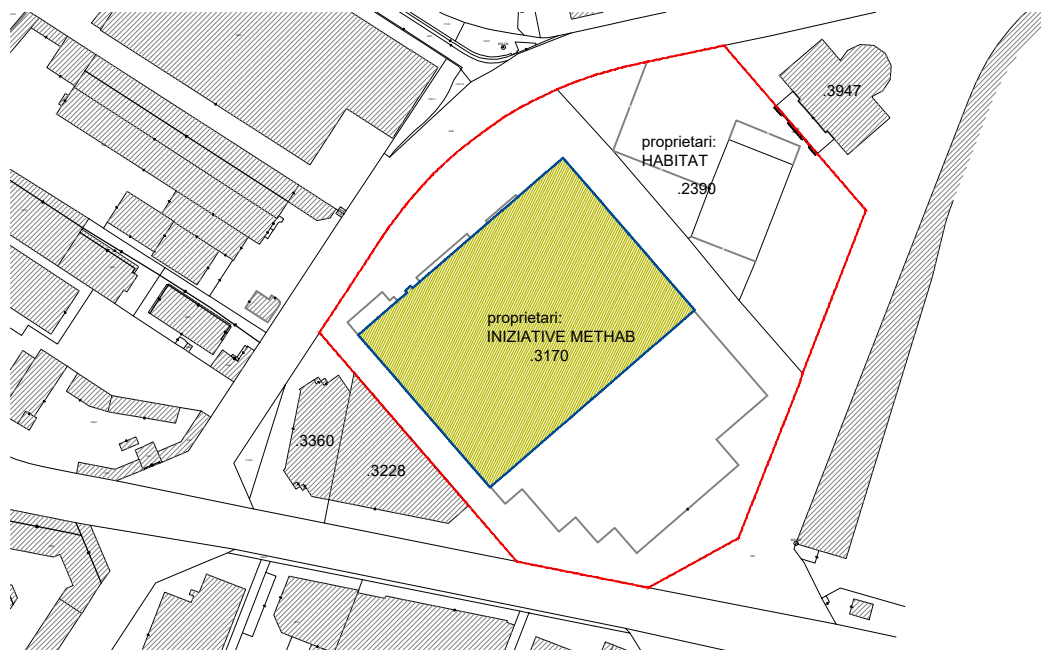 .3947
proprietari:
HABITAT
.2390
proprietari:
INIZIATIVE METHAB
.3170
.3360
.3228